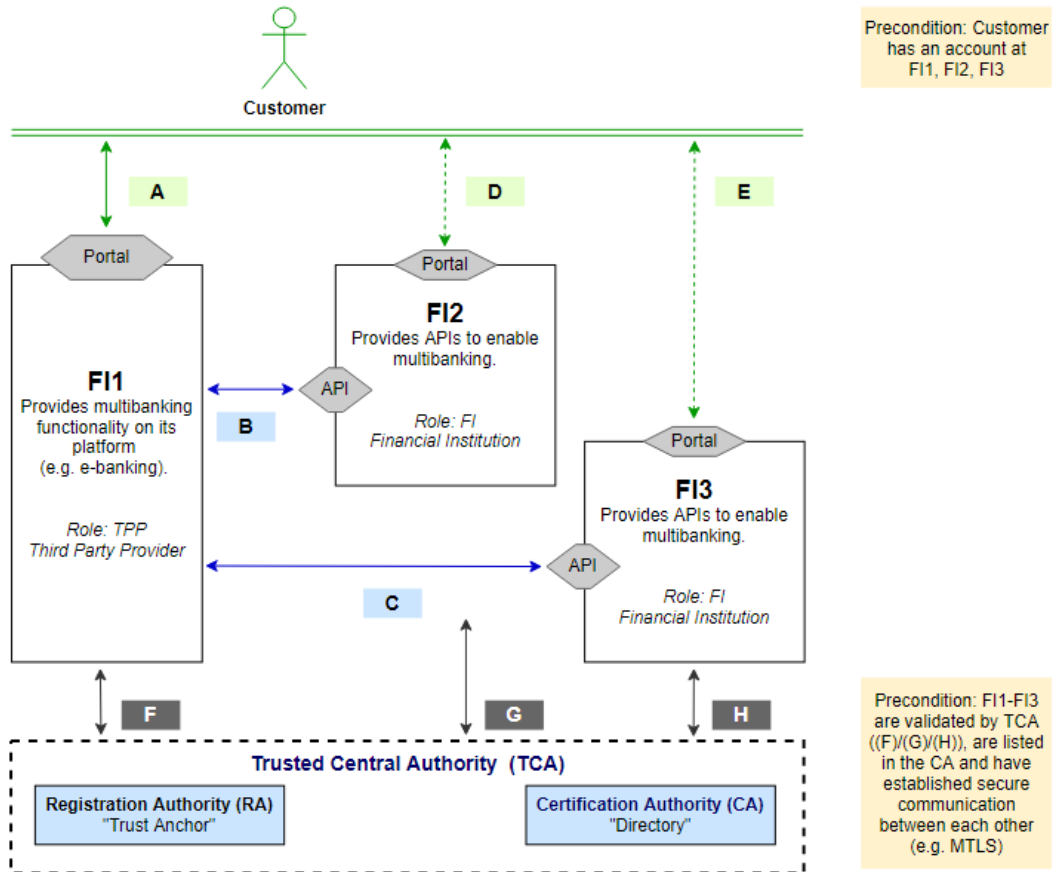 Customer
Precondition: Customer
has an account at
FI1, FI2, FI3
A
D
E
Portal
Portal
FI2
Provides APIs to enable
multibanking.
API
Role: FI
Financial Institution
FI1
Provides multibanking
functionality on its
platform
(e.g. e-banking).
Role: TPP
Third Party Provider
B
Portal
FI3
Provides APIs to enable
multibanking.
API
Role: FI
Financial Institution
C
F
G
H
Trusted Central Authority (TCA)
Registration Authority (RA)
"Trust Anchor"
Certification Authority (CA)
"Directory"
Precondition: FI1-FI3
are validated by TCA
((F)/(G)/(H)), are listed
in the CA and have
established secure
communication
between each other
(e.g. MTLS)